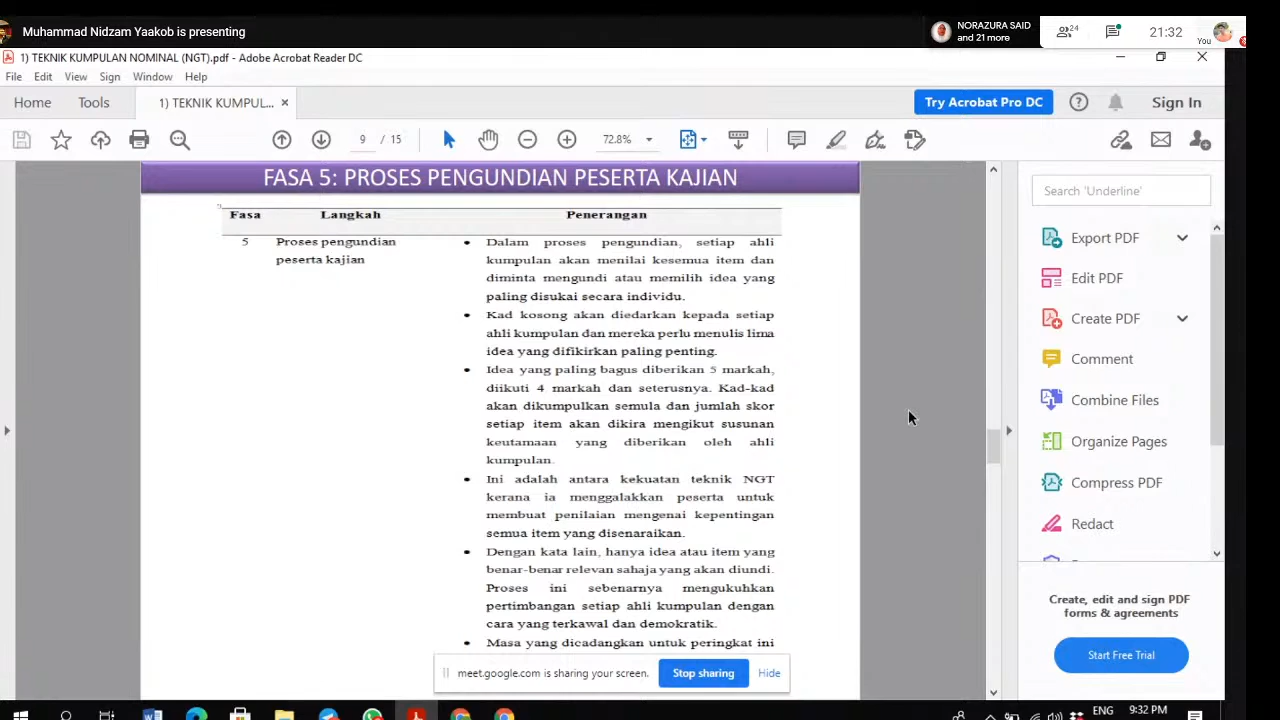 Muhammad Nidzam Yaakob is presenting
NORAZURA SAID
and 21 more
24
21:32
You
1) TEKNIK KUMPULAN NOMINAL (NGT).pdf - Adobe Acrobat Reader DC
File Edit View Sign Window Help
Home Tools 1) TEKNIK KUMPUL... × Try Acrobat Pro DC Sign In
9 / 15 72.8%
FASA 5: PROSES PENGUNDIAN PESERTA KAJIAN
Fasa Langkah Penerangan
5 Proses pengundian
peserta kajian
• Dalam proses pengundian, setiap ahli
kumpulan akan menilai kesemua item dan
diminta mengundi atau memilih idea yang
paling disukai secara individu.
• Kad kosong akan diedarkan kepada setiap
ahli kumpulan dan mereka perlu menulis lima
idea yang difikirkan paling penting.
• Idea yang paling bagus diberikan 5 markah,
diikuti 4 markah dan seterusnya. Kad-kad
akan dikumpulkan semula dan jumlah skor
setiap item akan dikira mengikut susunan
keutamaan yang diberikan oleh ahli
kumpulan.
• Ini adalah antara kekuatan teknik NGT
kerana ia menggalakkan peserta untuk
membuat penilaian mengenai kepentingan
semua item yang disenaraikan.
• Dengan kata lain, hanya idea atau item yang
benar-benar relevan sahaja yang akan diundi.
Proses ini sebenarnya mengukuhkan
pertimbangan setiap ahli kumpulan dengan
cara yang terkawal dan demokratik.
• Masa yang dicadangkan untuk peringkat ini
Search 'Underline'
Export PDF
Edit PDF
Create PDF
Comment
Combine Files
Organize Pages
Compress PDF
Redact
Create, edit and sign PDF
forms & agreements
Start Free Trial
meet.google.com is sharing your screen. Stop sharing Hide
ENG 9:32 PM